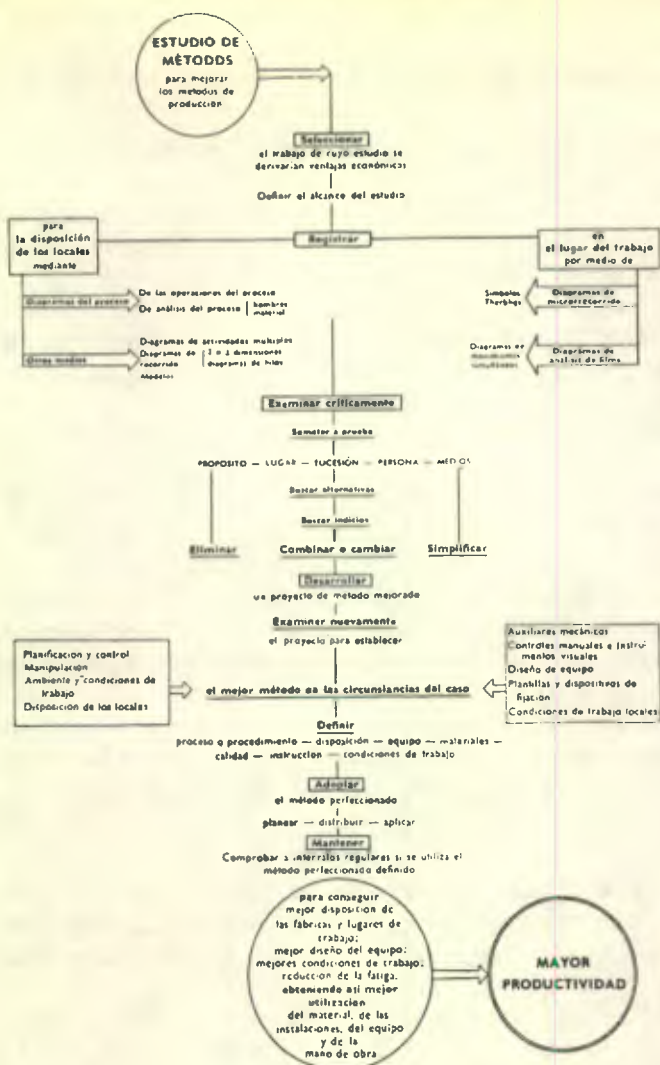 ESTUDIO DE
MÉTODDS
para mejorar
los metodos de
producción
Seleccionar
el trabajo de cuyo estudio se
derivarían ventajas económicas
Definir el alcance del estudio
para
la disposición
de los locales
mediante
Registrar
en
el lugar del trabajo
por medio de
Diagramas del proceso
De las operaciones del proceso
De análisis del proceso
hombres
material
Símbolos
Therbligs
Diagramas de
microrrecorrido
Otros medios
Diagramas de actividades múltiples
Diagramas de
recorrido
2 o 3 dimensiones
diagramas de hilos
Modelos
Diagramas de
movimientos
simultáneos
Diagramas de
análisis de films
Examinar críticamente
Someter a prueba
PROPOSITO — LUGAR — SUCESIÓN — PERSONA — MEDIOS
Buscar alternativas
Buscar indicios
Eliminar
Combinar o cambiar
Simplificar
Desarrollar
un proyecto de método mejorado
Examinar nuevamente
el proyecto para establecer
Planificación y control
Manipulación
Ambiente y condiciones de
trabajo
Disposición de los locales
el mejor método en las circunstancias del caso
Auxiliares mecánicos
Controles manuales e instru-
mentos visuales
Diseño de equipo
Plantillas y dispositivos de
fijación
Condiciones de trabajo locales
Definir
proceso o procedimiento — disposición — equipo — materiales —
calidad — instrucción — condiciones de trabajo
Adoptar
el método perfeccionado
planear — distribuir — aplicar
Mantener
Comprobar a intervalos regulares si se utiliza el
método perfeccionado definido
para conseguir
mejor disposición de
las fábricas y lugares de
trabajo;
mejor diseño del equipo;
mejores condiciones de trabajo;
reducción de la fatiga,
obteniendo así mejor
utilización
del material, de las
instalaciones, del equipo
y de la
mano de obra
MAYOR
PRODUCTIVIDAD